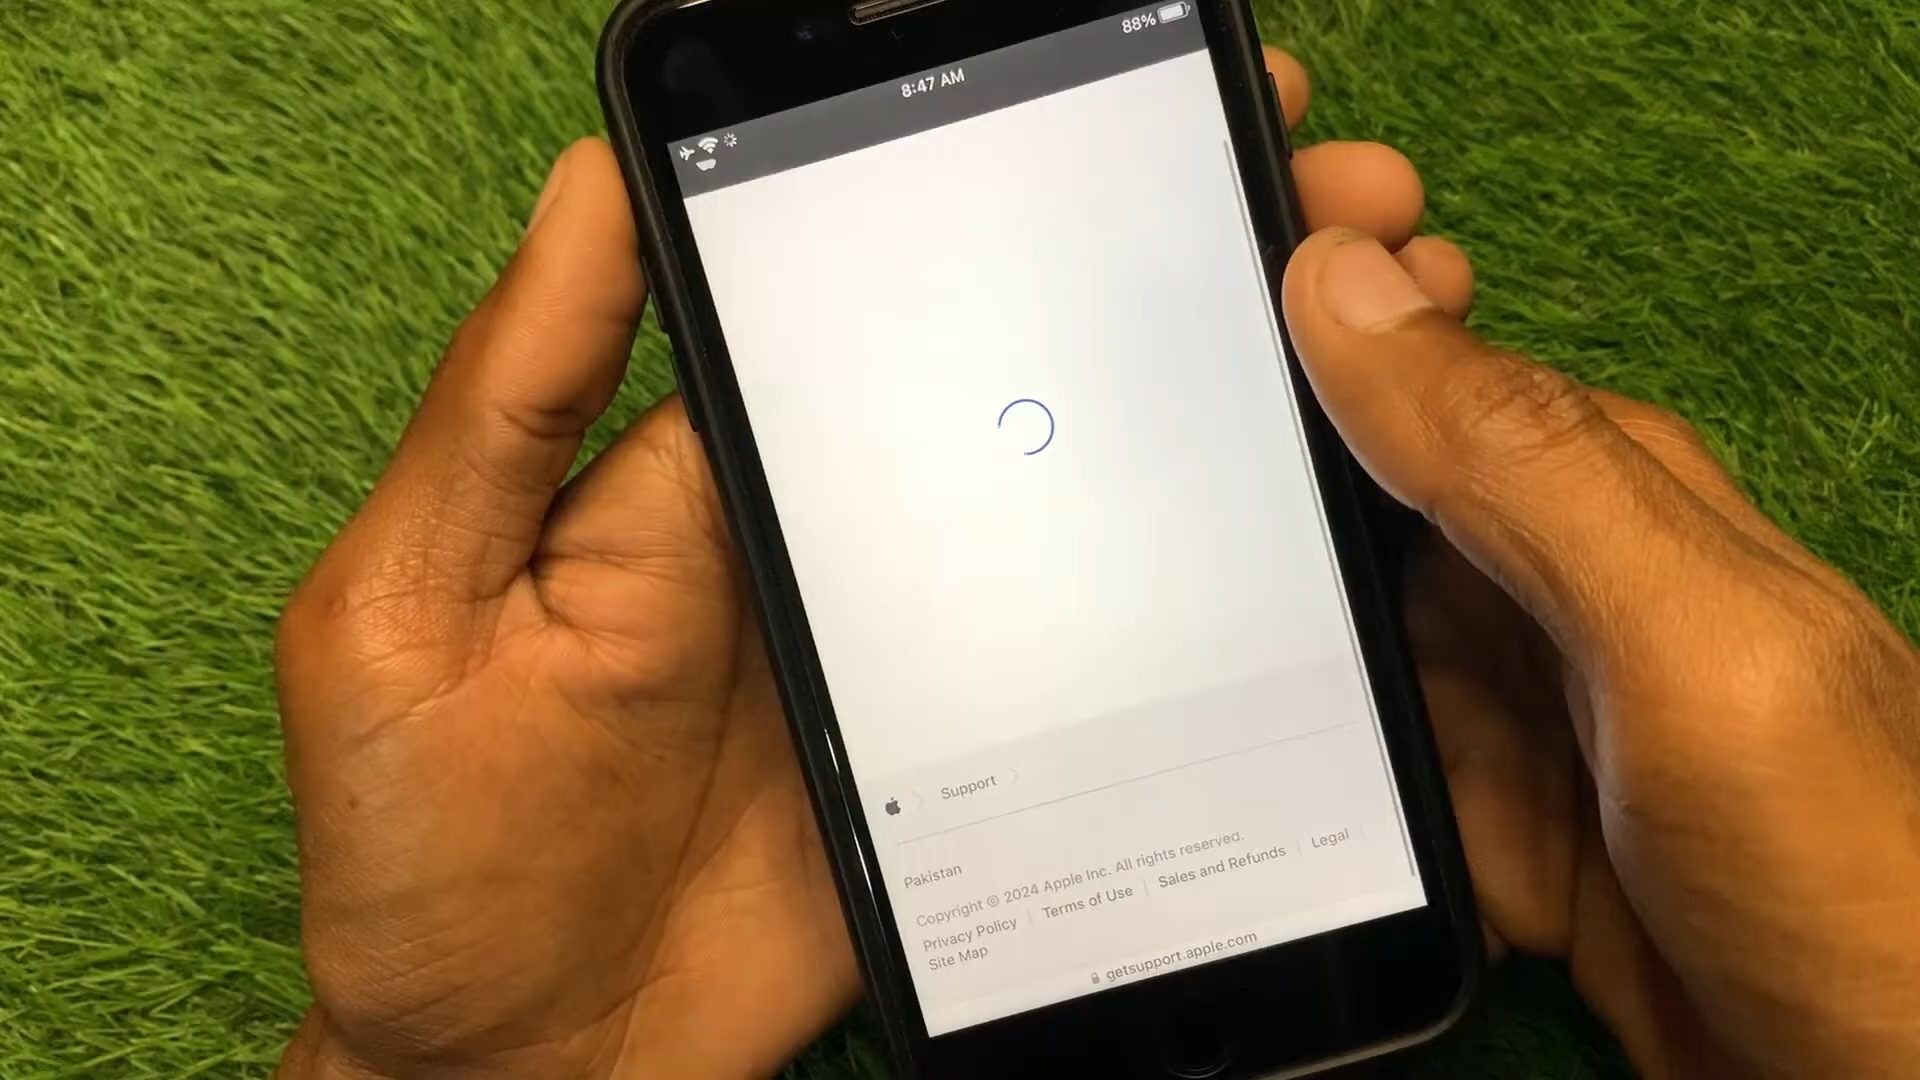 88%
8:47 AM
Support
Pakistan
Copyright © 2024 Apple Inc. All rights reserved.
Privacy Policy Terms of Use Sales and Refunds Legal
Site Map
getsupport.apple.com